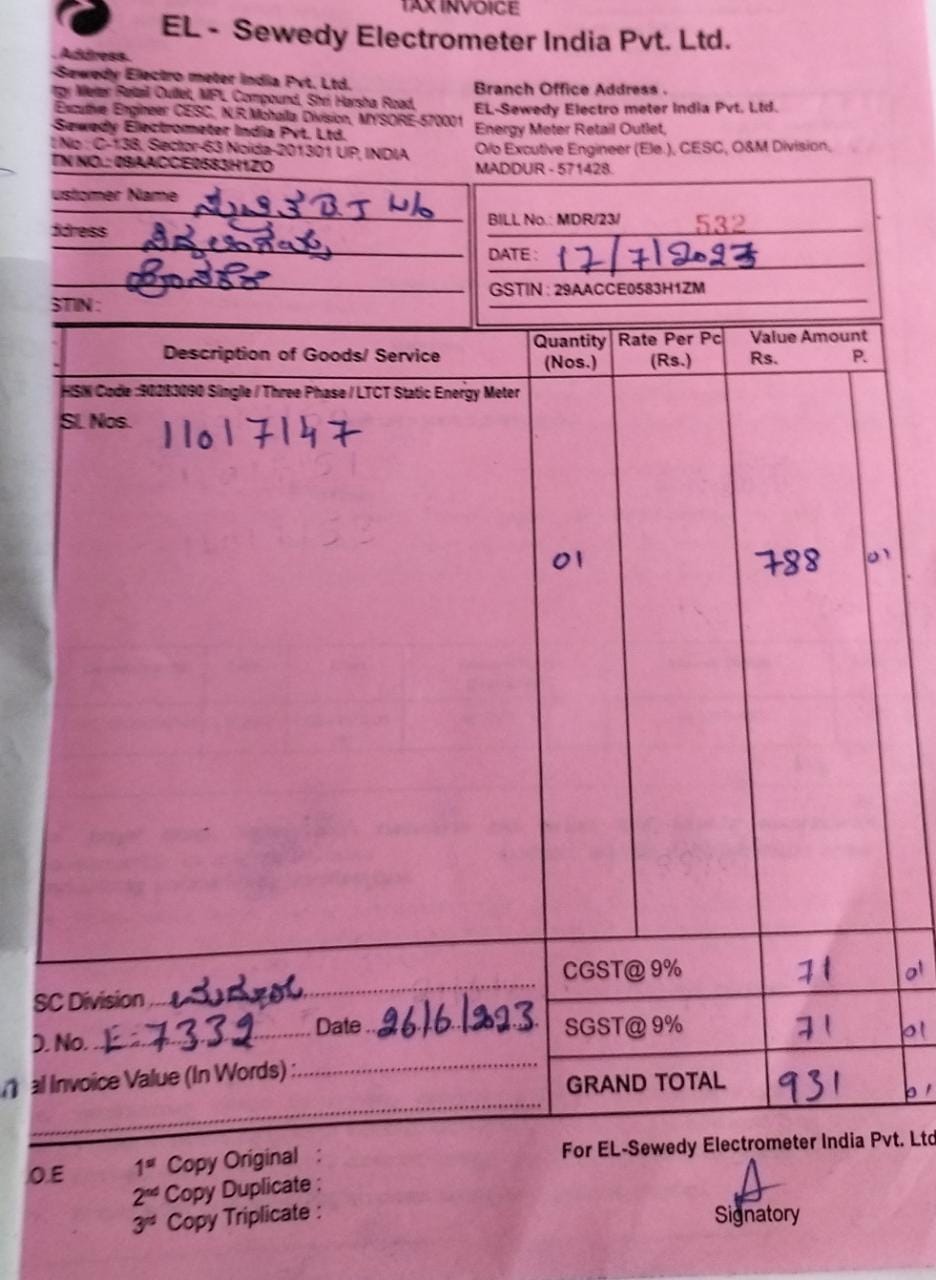 TAX INVOICE
EL - Sewedy Electrometer India Pvt. Ltd.
. Address.
-Sewedy Electro meter India Pvt. Ltd.
rgy Meter Retail Outlet, MPL Compound, Shri Harsha Road,
Excutive Engineer CESC, N.R.Mohalla Division, MYSORE-570001
Sewedy Electrometer India Pvt. Ltd.
No : C-138, Sector-63 Noida-201301 UP, INDIA
TN NO.: 09AACCE0583H1ZO
Branch Office Address .
EL-Sewedy Electro meter India Pvt. Ltd.
Energy Meter Retail Outlet,
O/o Excutive Engineer (Ele.), CESC, O&M Division,
MADDUR - 571428.
ustomer Name B.J W/o
ddress
STIN :
BILL No.: MDR/23/ 532
DATE : 17/7/2023
GSTIN : 29AACCE0583H1ZM
Description of Goods/ Service Quantity (Nos.) Rate Per Pc (Rs.) Value Amount Rs. P.
HSN Code :90283090 Single / Three Phase / LTCT Static Energy Meter
Sl. Nos. 11017147
01 788 01
SC Division ಮದ್ದೂರು
O. No. E-7332 Date 26/6/2023
al Invoice Value (In Words) :
CGST@ 9% 71 01
SGST@ 9% 71 01
GRAND TOTAL 931 01
.O.E
1st Copy Original :
2nd Copy Duplicate :
3rd Copy Triplicate :
For EL-Sewedy Electrometer India Pvt. Ltd
Signatory